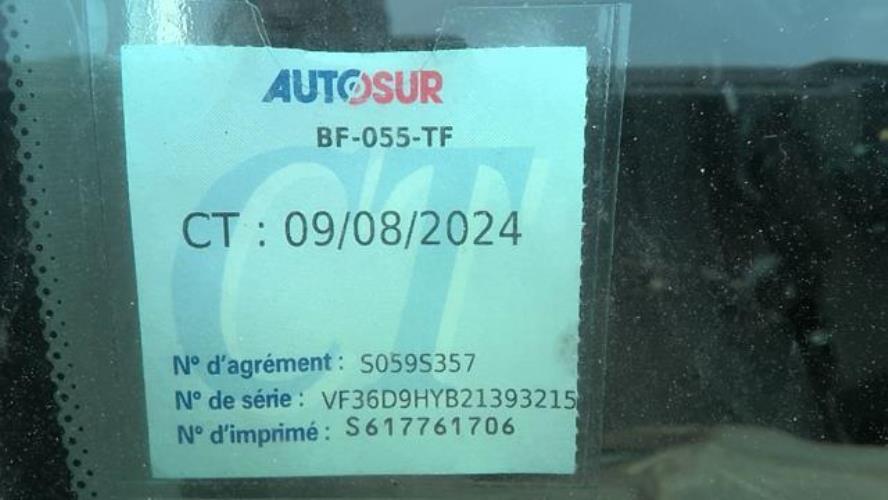 AUTOSUR
BF-055-TF
CT : 09/08/2024
N° d'agrément : S059S357
N° de série : VF36D9HYB21393215
N° d'imprimé : S617761706